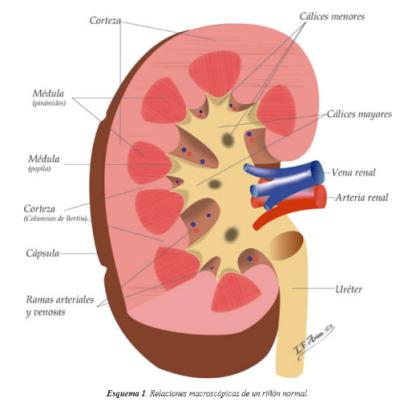 Corteza
Cálices menores
Médula
(pirámides)
Cálices mayores
Médula
(papila)
Vena renal
Arteria renal
Corteza
(Columnas de Bertin)
Cápsula
Uréter
Ramas arteriales
y venosas
Esquema 1. Relaciones macroscópicas de un riñón normal.